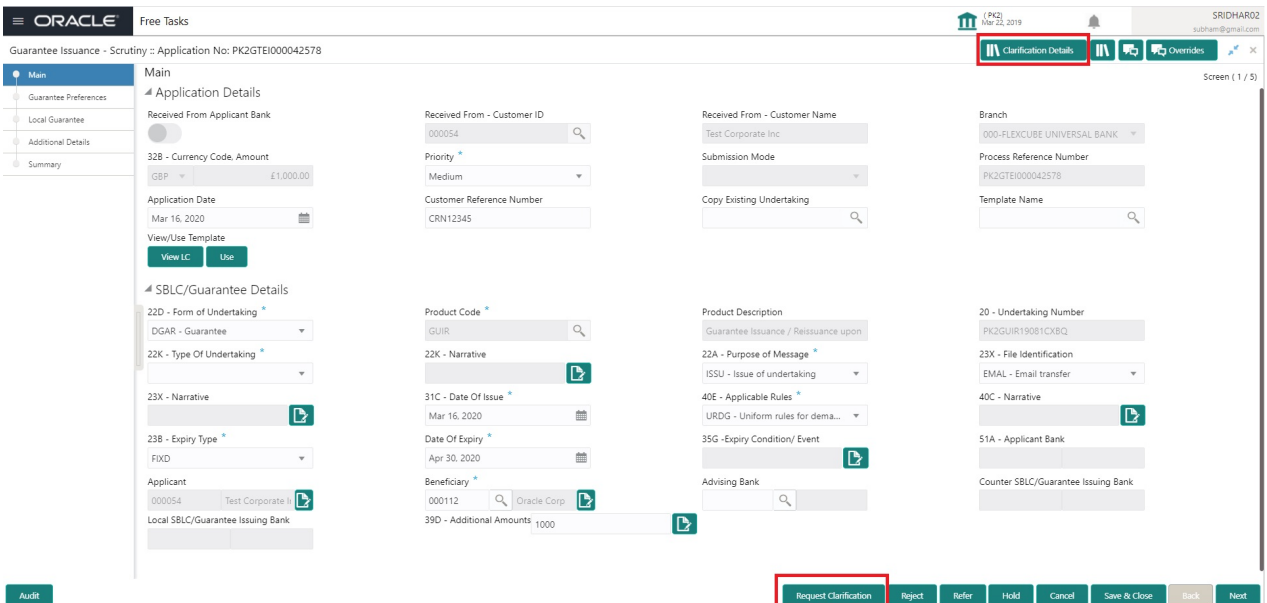 ORACLE Free Tasks (PK2) Mar 22, 2019 SRIDHAR02
subham@gmail.com
Guarantee Issuance - Scrutiny :: Application No: PK2GTEI000042578 Clarification Details Overrides
Main
Guarantee Preferences
Local Guarantee
Additional Details
Summary
Main Screen ( 1 / 5)
Application Details
Received From Applicant Bank Received From - Customer ID Received From - Customer Name Branch
000054 Test Corporate Inc 000-FLEXCUBE UNIVERSAL BANK
32B - Currency Code, Amount Priority * Submission Mode Process Reference Number
GBP £1,000.00 Medium PK2GTEI000042578
Application Date Customer Reference Number Copy Existing Undertaking Template Name
Mar 16, 2020 CRN12345
View/Use Template
View LC Use
SBLC/Guarantee Details
22D - Form of Undertaking * Product Code * Product Description 20 - Undertaking Number
DGAR - Guarantee GUIR Guarantee Issuance / Reissuance upon PK2GUIR19081CXBQ
22K - Type Of Undertaking * 22K - Narrative 22A - Purpose of Message * 23X - File Identification
ISSU - Issue of undertaking EMAL - Email transfer
23X - Narrative 31C - Date Of Issue * 40E - Applicable Rules * 40C - Narrative
Mar 16, 2020 URDG - Uniform rules for dema...
23B - Expiry Type * Date Of Expiry * 35G -Expiry Condition/ Event 51A - Applicant Bank
FIXD Apr 30, 2020
Applicant Beneficiary * Advising Bank Counter SBLC/Guarantee Issuing Bank
000054 Test Corporate I 000112 Oracle Corp
Local SBLC/Guarantee Issuing Bank 39D - Additional Amounts 1000
Audit Request Clarification Reject Refer Hold Cancel Save & Close Back Next